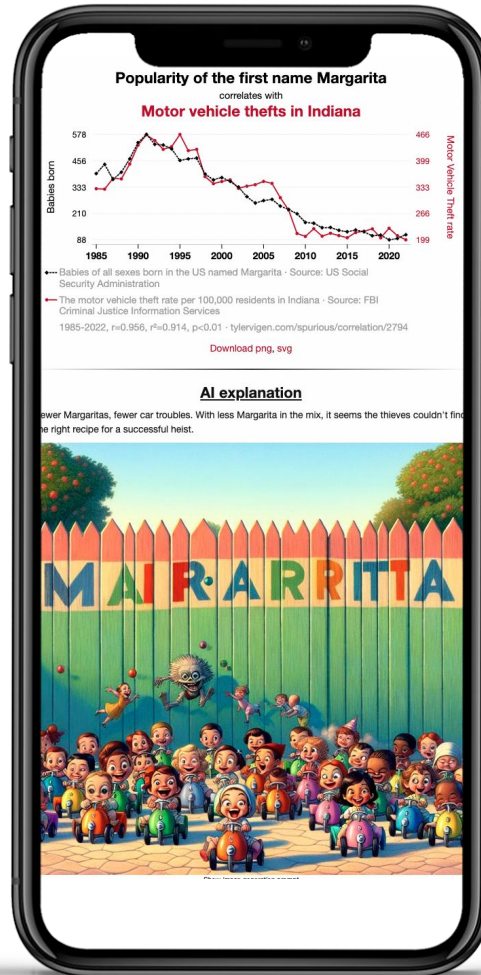 Popularity of the first name Margarita
correlates with
Motor vehicle thefts in Indiana
Babies born
578
456
333
210
88
466
399
333
266
199
Motor Vehicle Theft rate
1985
1990
1995
2000
2005
2010
2015
2020
Babies of all sexes born in the US named Margarita · Source: US Social
Security Administration
The motor vehicle theft rate per 100,000 residents in Indiana · Source: FBI
Criminal Justice Information Services
1985-2022, r=0.956, r²=0.914, p<0.01 · tylervigen.com/spurious/correlation/2794
Download png, svg
AI explanation
ewer Margaritas, fewer car troubles. With less Margarita in the mix, it seems the thieves couldn't find
he right recipe for a successful heist.
MAIR·ARRITTA